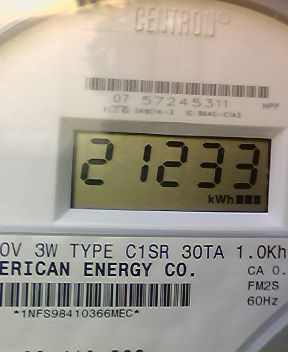 CENTRON®
07 57245311 HPP
21233
kWh
0V 3W TYPE C1SR 30TA 1.0Kh
ERICAN ENERGY CO. CA 0.
FM2S
60Hz
*1NFS98410366MEC*